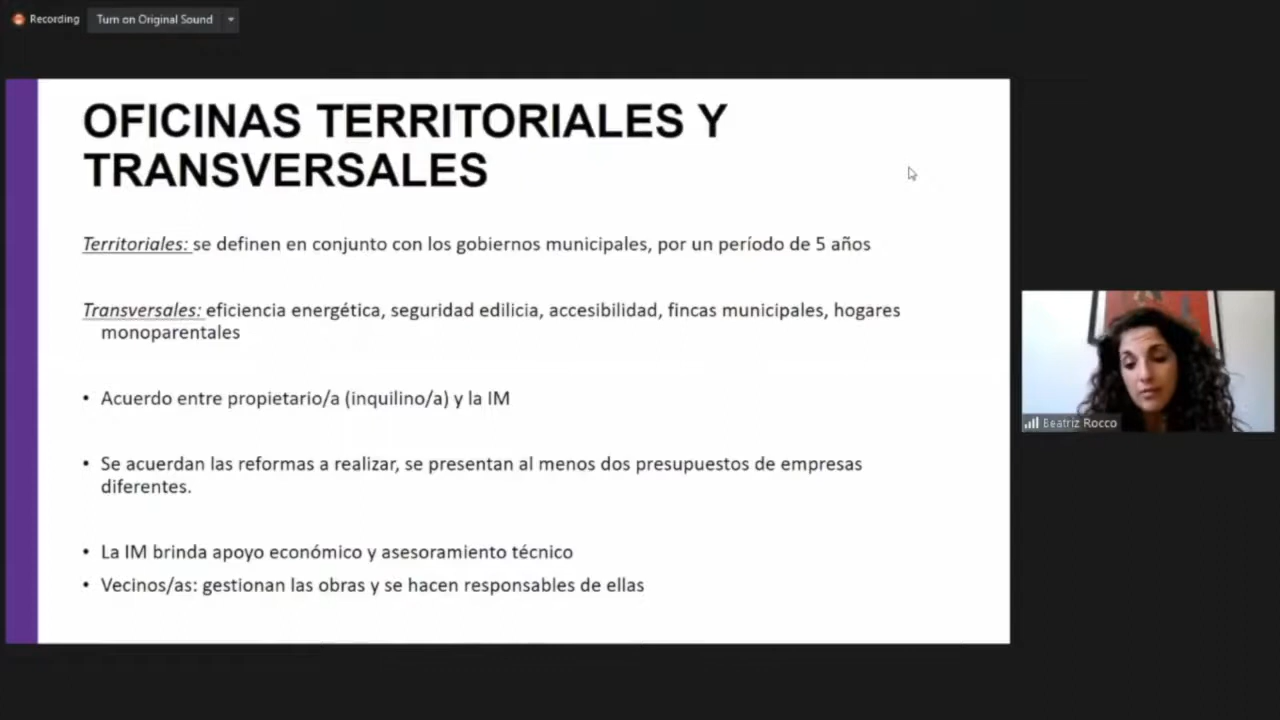 Recording
Turn on Original Sound
OFICINAS TERRITORIALES Y
TRANSVERSALES
Territoriales: se definen en conjunto con los gobiernos municipales, por un período de 5 años
Transversales: eficiencia energética, seguridad edilicia, accesibilidad, fincas municipales, hogares
monoparentales
• Acuerdo entre propietario/a (inquilino/a) y la IM
• Se acuerdan las reformas a realizar, se presentan al menos dos presupuestos de empresas
diferentes.
• La IM brinda apoyo económico y asesoramiento técnico
• Vecinos/as: gestionan las obras y se hacen responsables de ellas
Beatriz Rocco